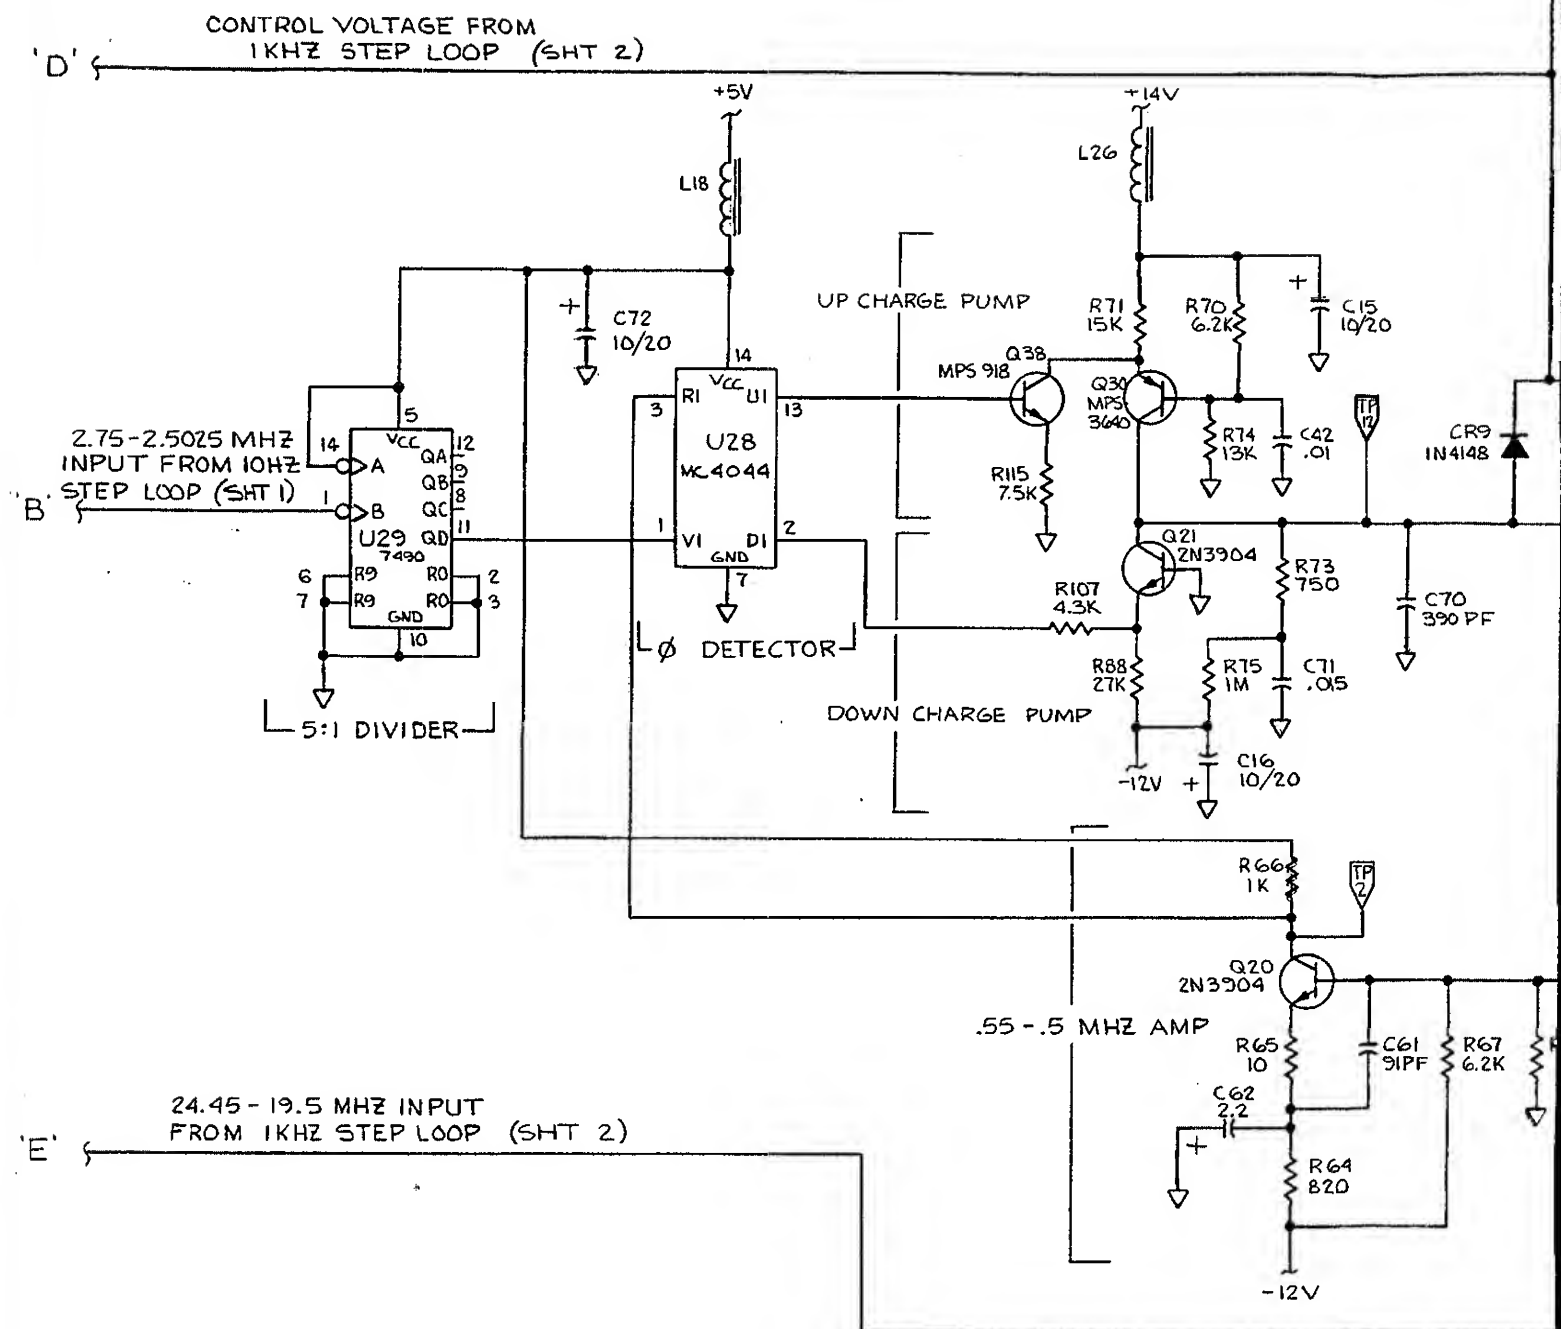 CONTROL VOLTAGE FROM
1KHZ STEP LOOP (SHT 2)
'D'
+5V
+14V
L18
L26
UP CHARGE PUMP
R71
15K
R70
6.2K
+
C15
10/20
+
C72
10/20
Q38
MPS 918
Q30
MPS
3640
R74
13K
C42
.01
TP
12
CR9
1N4148
R115
7.5K
14
VCC
3
R1
U1
13
U28
MC4044
1
V1
D1
2
GND
7
φ DETECTOR
2.75-2.5025 MHZ
INPUT FROM 10HZ
STEP LOOP (SHT 1)
'B'
5
VCC
14
A
QA
12
QB
9
QC
8
1
B
QD
11
U29
7490
6
R9
R0
2
7
R9
R0
3
GND
10
5:1 DIVIDER
Q21
2N3904
R107
4.3K
R73
750
C70
390 PF
R88
27K
R75
1M
C71
.015
DOWN CHARGE PUMP
-12V
+
C16
10/20
R66
1K
TP
2
Q20
2N3904
.55-.5 MHZ AMP
R65
10
C61
91PF
R67
6.2K
C62
2.2
+
R64
820
-12V
24.45-19.5 MHZ INPUT
FROM 1KHZ STEP LOOP (SHT 2)
'E'